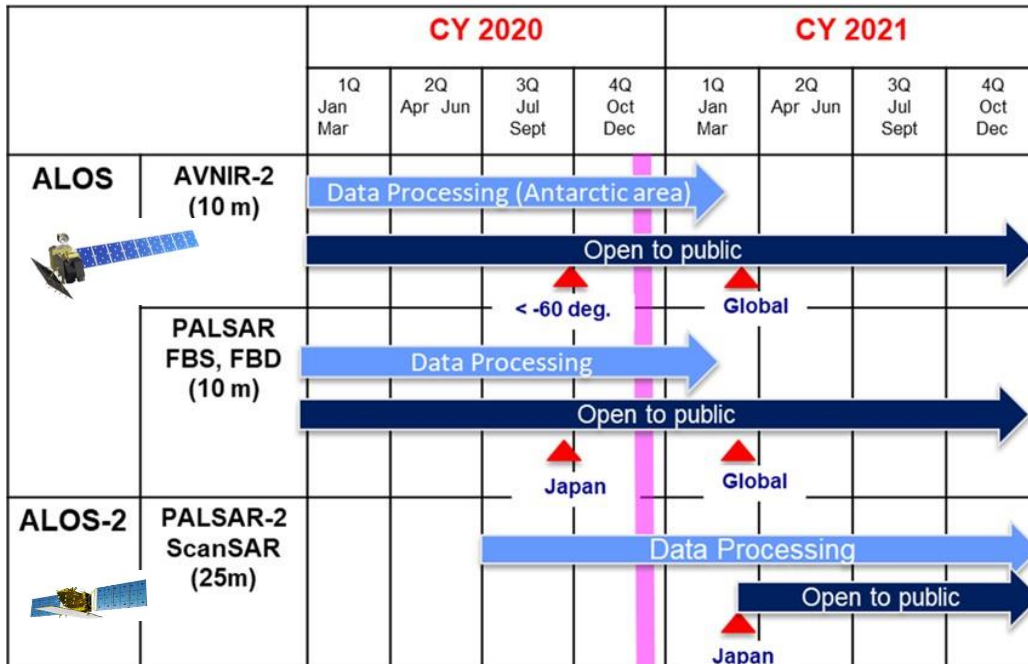 CY 2020 CY 2021
1Q 2Q 3Q 4Q 1Q 2Q 3Q 4Q
Jan Apr Jun Jul Oct Jan Apr Jun Jul Oct
Mar Sept Dec Mar Sept Dec
ALOS AVNIR-2
(10 m)
Data Processing (Antarctic area)
Open to public
< -60 deg. Global
PALSAR
FBS, FBD
(10 m)
Data Processing
Open to public
Japan Global
ALOS-2 PALSAR-2
ScanSAR
(25m)
Data Processing
Open to public
Japan